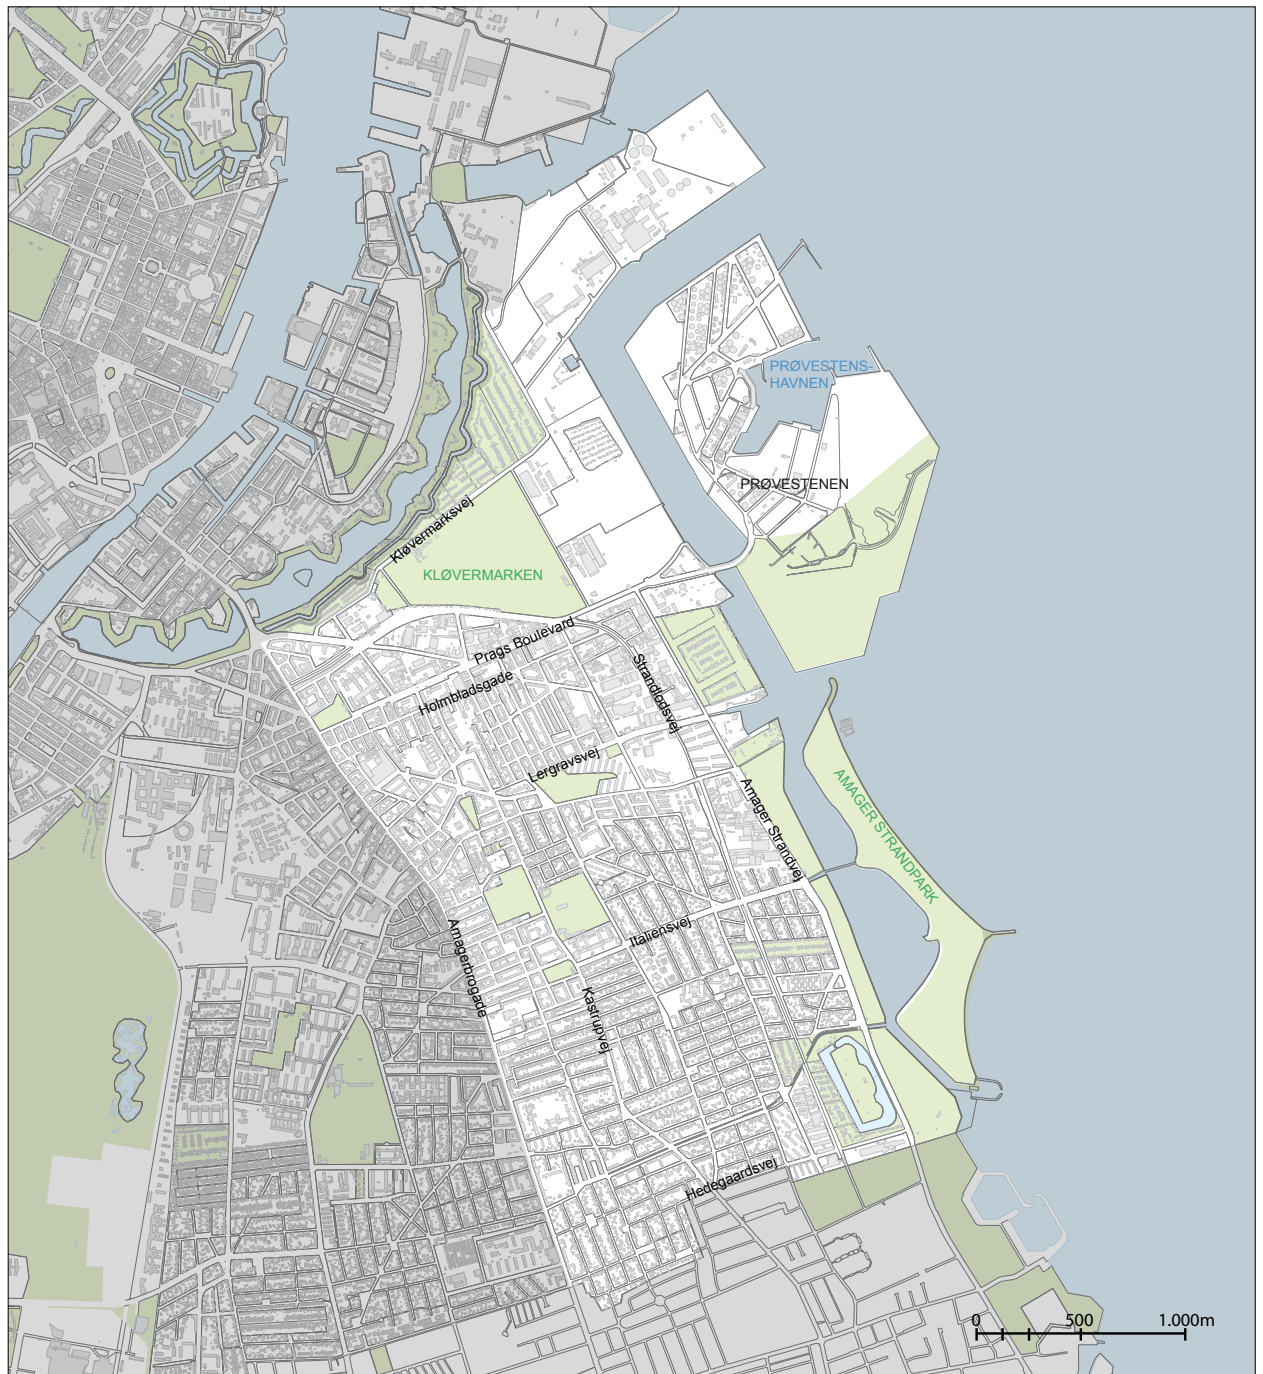 PRØVESTENS-
HAVNEN
PRØVESTENEN
Kløvermarksvej
KLØVERMARKEN
Prags Boulevard
Holmbladsgade
Strandlodsvej
Lergravsvej
Amager Strandvej
AMAGER STRANDPARK
Italiensvej
Amagerbrogade
Kastrupvej
Hedegaardsvej
0 500 1.000m